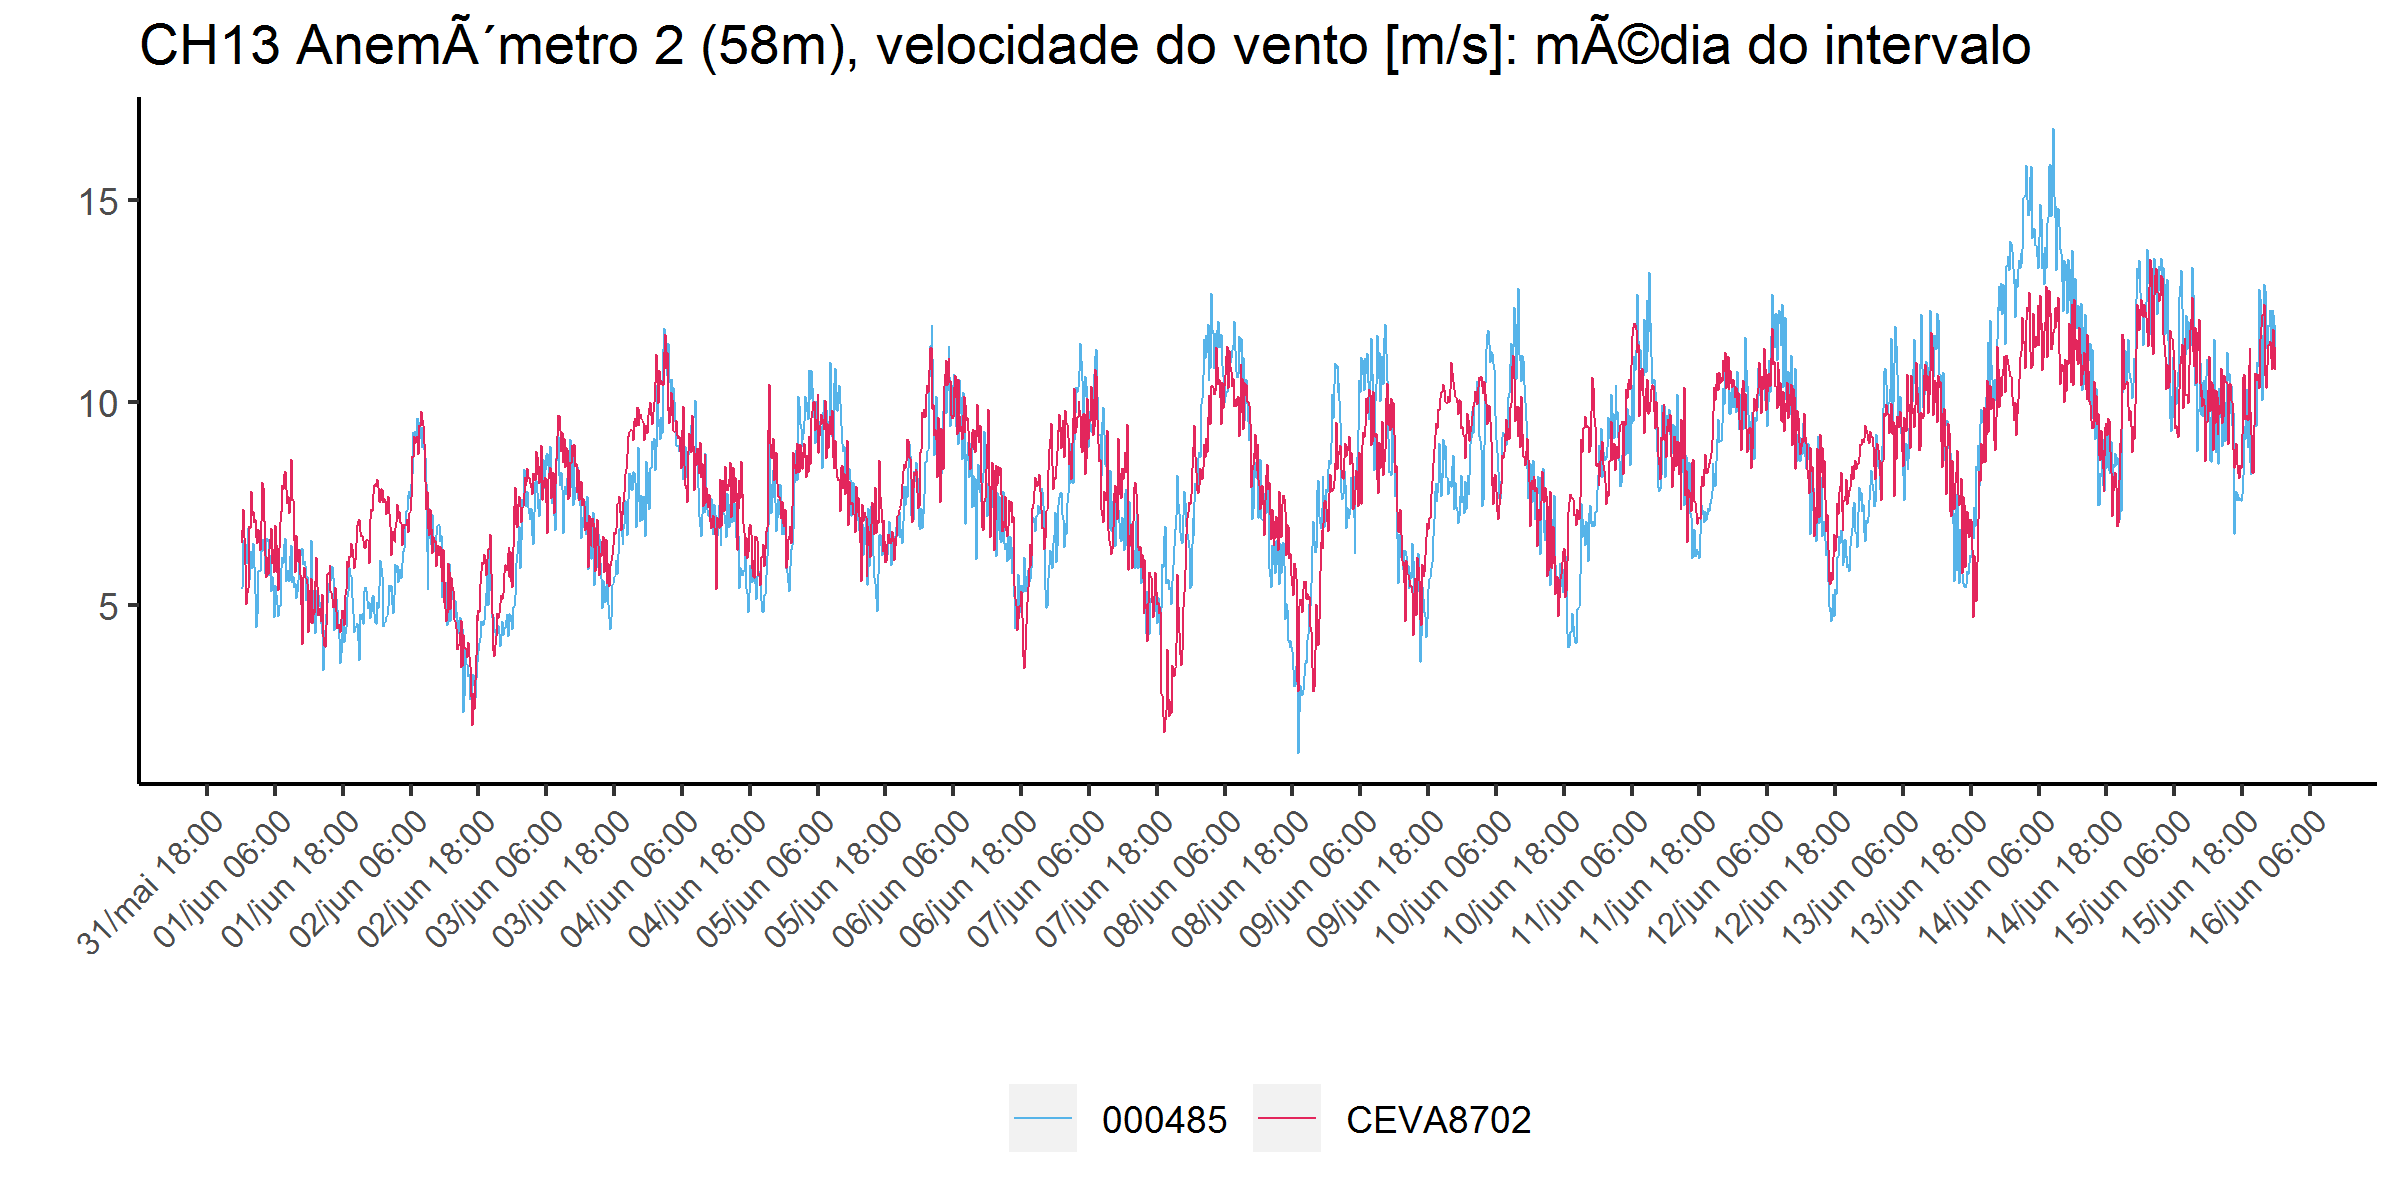 CH13 AnemÃ´metro 2 (58m), velocidade do vento [m/s]: mÃ©dia do intervalo
15
10
5
31/mai 18:00
01/jun 06:00
01/jun 18:00
02/jun 06:00
02/jun 18:00
03/jun 06:00
03/jun 18:00
04/jun 06:00
04/jun 18:00
05/jun 06:00
05/jun 18:00
06/jun 06:00
06/jun 18:00
07/jun 06:00
07/jun 18:00
08/jun 06:00
08/jun 18:00
09/jun 06:00
09/jun 18:00
10/jun 06:00
10/jun 18:00
11/jun 06:00
11/jun 18:00
12/jun 06:00
12/jun 18:00
13/jun 06:00
13/jun 18:00
14/jun 06:00
14/jun 18:00
15/jun 06:00
15/jun 18:00
16/jun 06:00
000485
CEVA8702